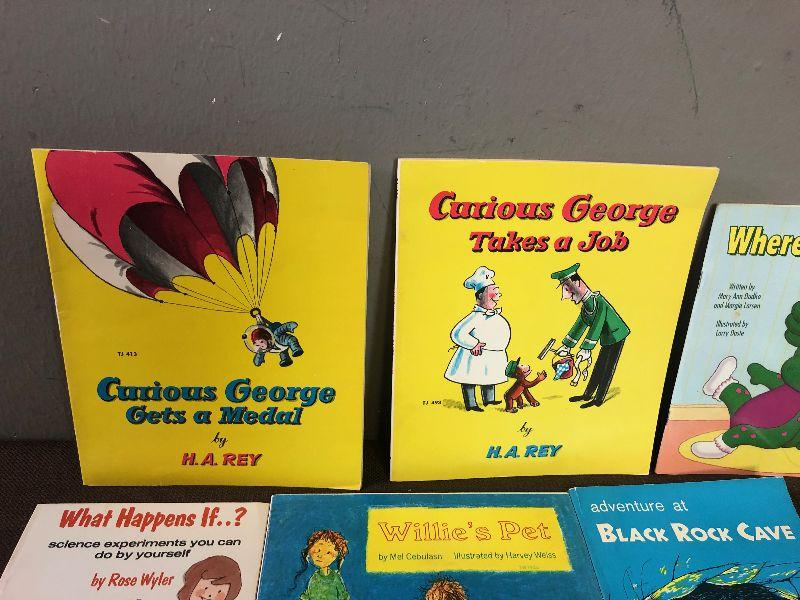 TJ 413
Curious George
Gets a Medal
by
H. A. REY
Curious George
Takes a Job
TJ 498
by
H. A. REY
Where
Written by
Mary Ann Dudko
and Margie Larsen
Illustrated by
Larry Daste
What Happens If..?
science experiments you can
do by yourself
by Rose Wyler
Willie's Pet
by Mel Cebulash illustrated by Harvey Weiss
adventure at
BLACK ROCK CAVE